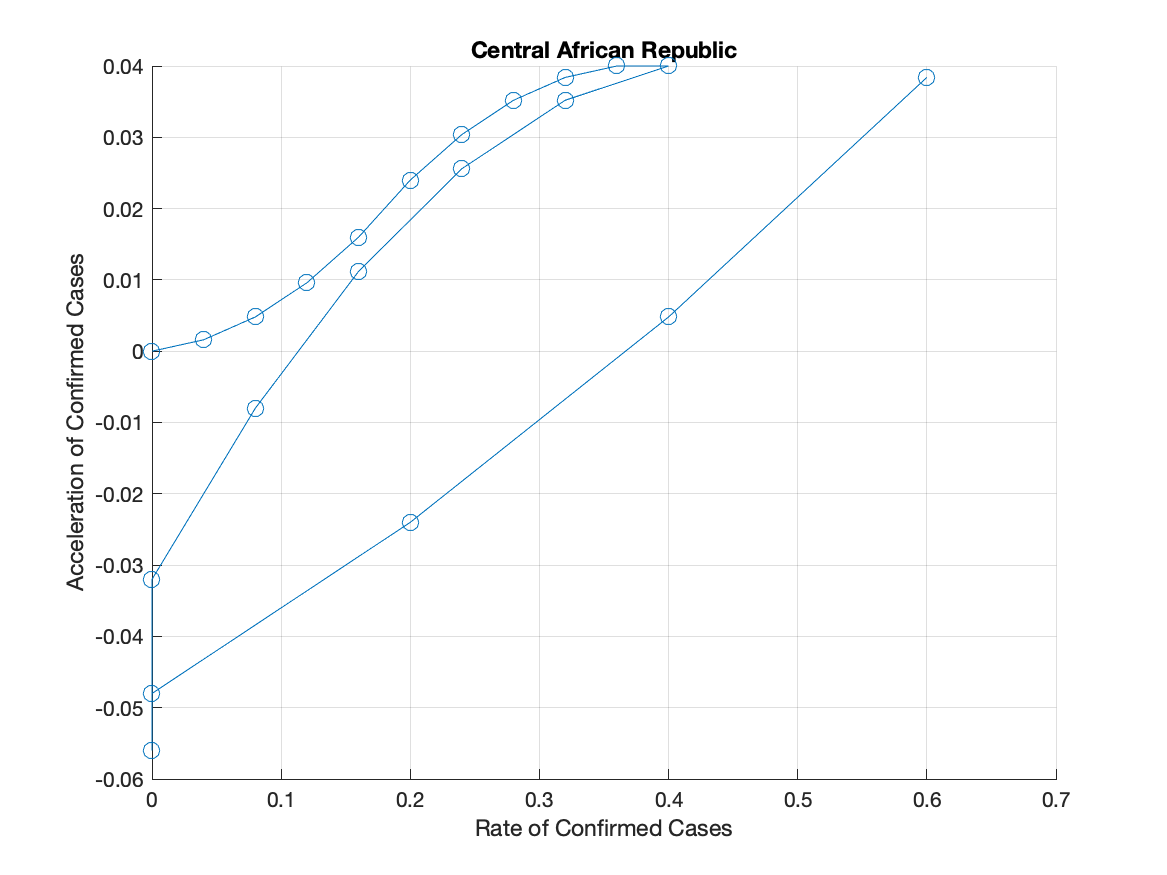 Central African Republic
0.04
0.03
0.02
0.01
0
-0.01
-0.02
-0.03
-0.04
-0.05
-0.06
Acceleration of Confirmed Cases
0 0.1 0.2 0.3 0.4 0.5 0.6 0.7
Rate of Confirmed Cases